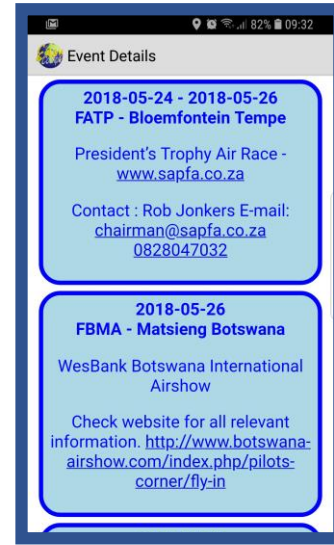 82% 09:32
Event Details
2018-05-24 - 2018-05-26
FATP - Bloemfontein Tempe
President's Trophy Air Race -
www.sapfa.co.za
Contact : Rob Jonkers E-mail:
chairman@sapfa.co.za
0828047032
2018-05-26
FBMA - Matsieng Botswana
WesBank Botswana International
Airshow
Check website for all relevant
information. http://www.botswana-
airshow.com/index.php/pilots-
corner/fly-in